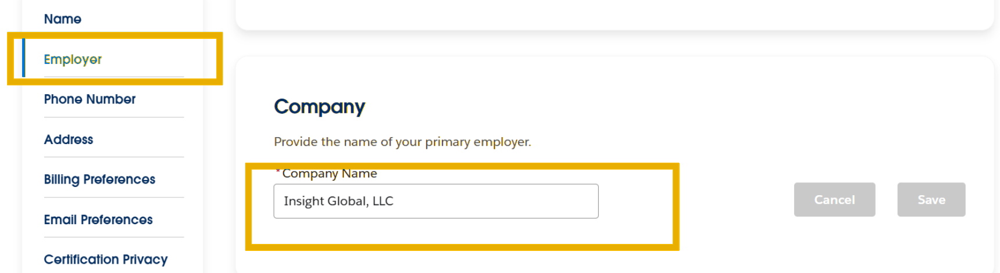 Name
Employer
Phone Number
Address
Billing Preferences
Email Preferences
Certification Privacy
Company
Provide the name of your primary employer.
* Company Name
Insight Global, LLC
Cancel
Save